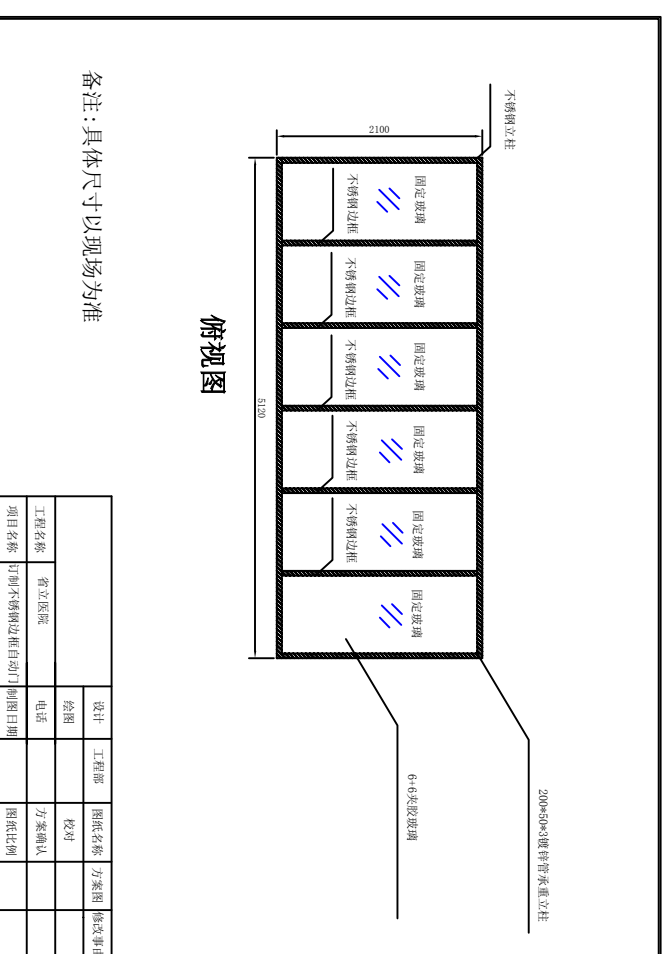 不锈钢立柱
200*50*3镀锌管承重立柱
6+6夹胶玻璃
2100
固定玻璃
固定玻璃
固定玻璃
固定玻璃
固定玻璃
固定玻璃
不锈钢边框
不锈钢边框
不锈钢边框
不锈钢边框
不锈钢边框
5120
俯视图
备注:具体尺寸以现场为准
设计 工程部 图纸名称 方案图 修改事由
绘图 校对
工程名称 省立医院 电话 方案确认
项目名称 订制不锈钢边框自动门 制图日期 图纸比例